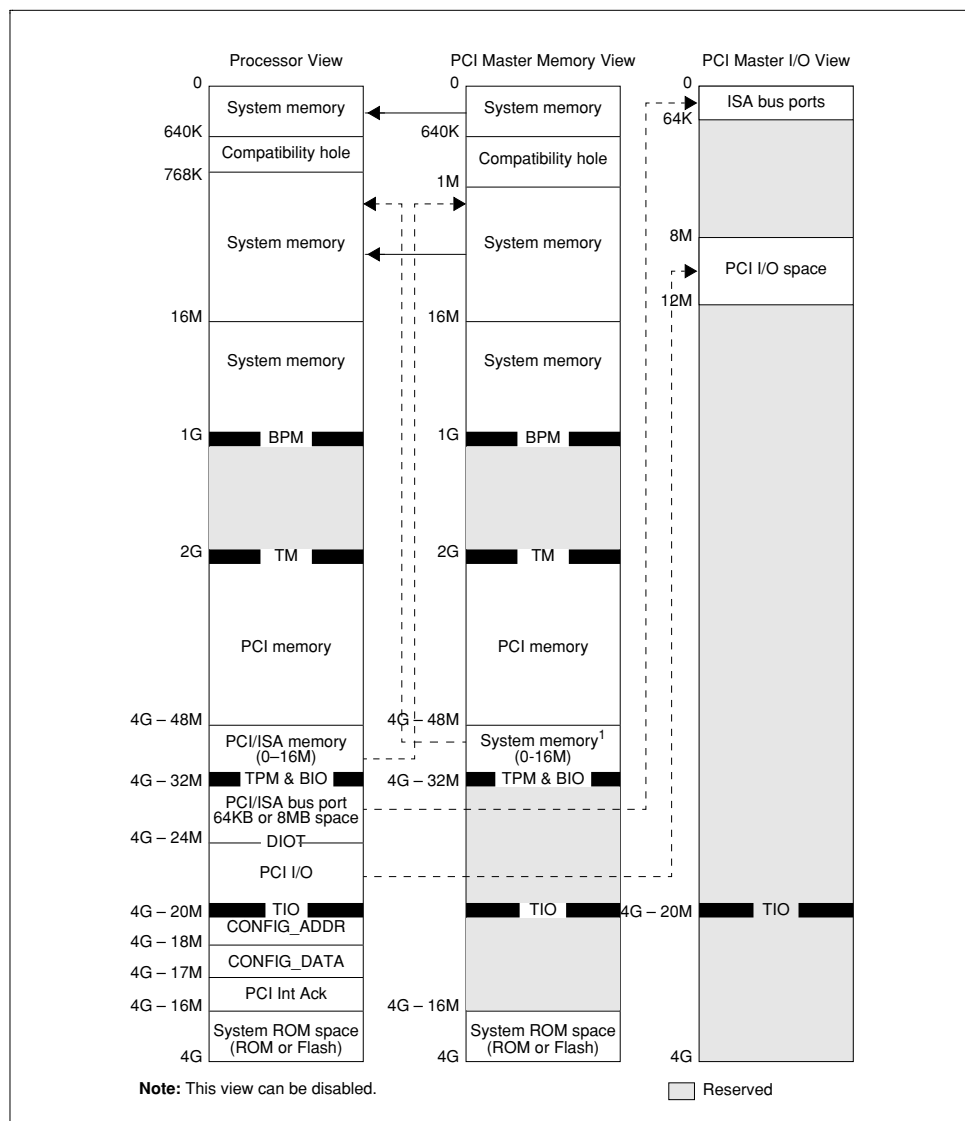 Processor View
0
System memory
640K
Compatibility hole
768K
System memory
16M
System memory
1G
BPM
2G
TM
PCI memory
4G – 48M
PCI/ISA memory
(0–16M)
4G – 32M
TPM & BIO
PCI/ISA bus port
64KB or 8MB space
4G – 24M
DIOT
PCI I/O
4G – 20M
TIO
CONFIG_ADDR
4G – 18M
CONFIG_DATA
4G – 17M
PCI Int Ack
4G – 16M
System ROM space
(ROM or Flash)
4G
PCI Master Memory View
0
System memory
640K
Compatibility hole
1M
System memory
16M
System memory
1G
BPM
2G
TM
PCI memory
4G – 48M
System memory1
(0-16M)
4G – 32M
TPM & BIO
TIO
4G – 16M
System ROM space
(ROM or Flash)
4G
PCI Master I/O View
0
ISA bus ports
64K
8M
PCI I/O space
12M
4G – 20M
TIO
4G
Note: This view can be disabled.
Reserved